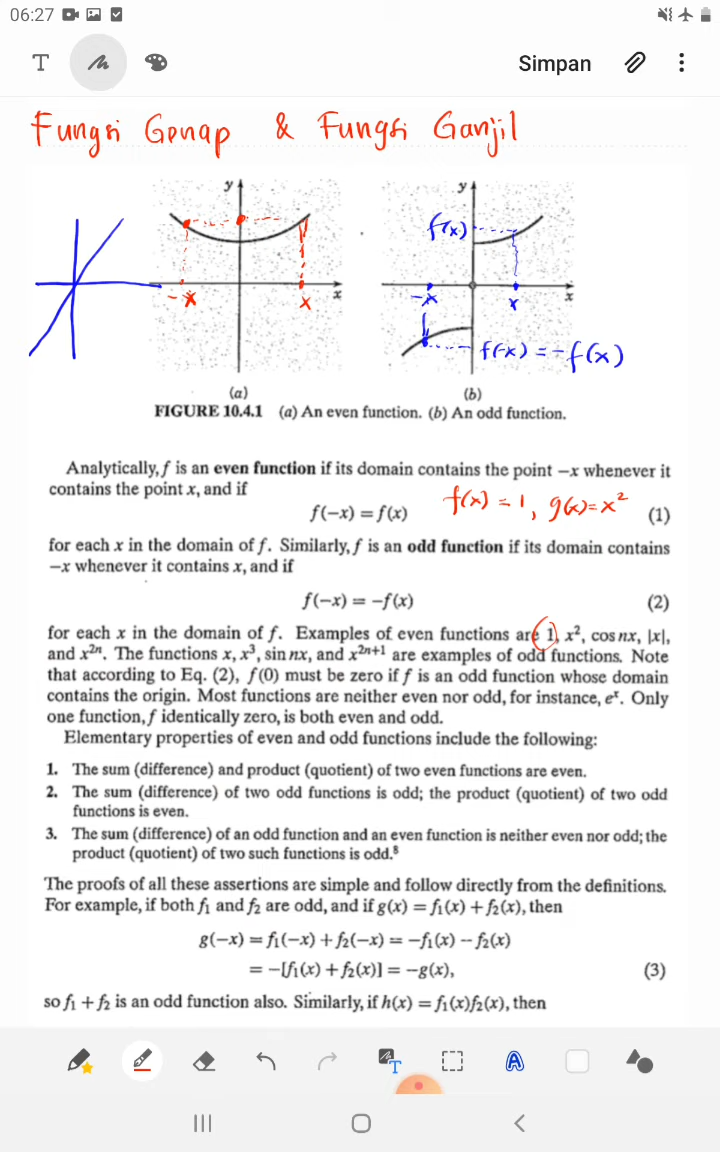 06:27
T
Simpan
Fungsi Genap & Fungsi Ganjil
y
y
f(x)
-x
x
x
-x
x
x
f(-x) = -f(x)
(a)
(b)
FIGURE 10.4.1 (a) An even function. (b) An odd function.
Analytically, f is an even function if its domain contains the point −x whenever it
contains the point x, and if
f(−x) = f(x)
f(x) = 1, g(x) = x²
(1)
for each x in the domain of f. Similarly, f is an odd function if its domain contains
−x whenever it contains x, and if
f(−x) = −f(x) (2)
for each x in the domain of f. Examples of even functions are 1, x², cos nx, |x|,
and x²ⁿ. The functions x, x³, sin nx, and x²ⁿ⁺¹ are examples of odd functions. Note
that according to Eq. (2), f(0) must be zero if f is an odd function whose domain
contains the origin. Most functions are neither even nor odd, for instance, eˣ. Only
one function, f identically zero, is both even and odd.
Elementary properties of even and odd functions include the following:
1. The sum (difference) and product (quotient) of two even functions are even.
2. The sum (difference) of two odd functions is odd; the product (quotient) of two odd
functions is even.
3. The sum (difference) of an odd function and an even function is neither even nor odd; the
product (quotient) of two such functions is odd.⁸
The proofs of all these assertions are simple and follow directly from the definitions.
For example, if both f₁ and f₂ are odd, and if g(x) = f₁(x) + f₂(x), then
g(−x) = f₁(−x) + f₂(−x) = −f₁(x) − f₂(x)
= −[f₁(x) + f₂(x)] = −g(x), (3)
so f₁ + f₂ is an odd function also. Similarly, if h(x) = f₁(x)f₂(x), then
T
A